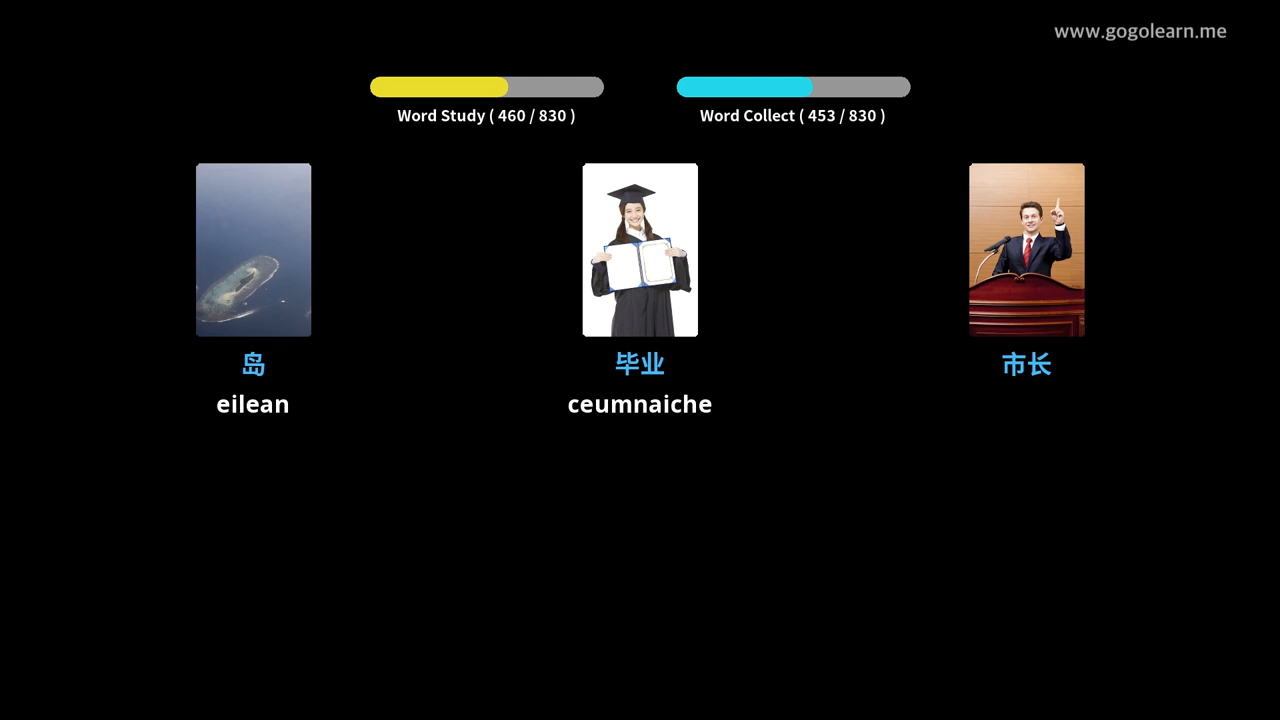 www.gogolearn.me
Word Study ( 460 / 830 )
Word Collect ( 453 / 830 )
岛
毕业
市长
eilean
ceumnaiche